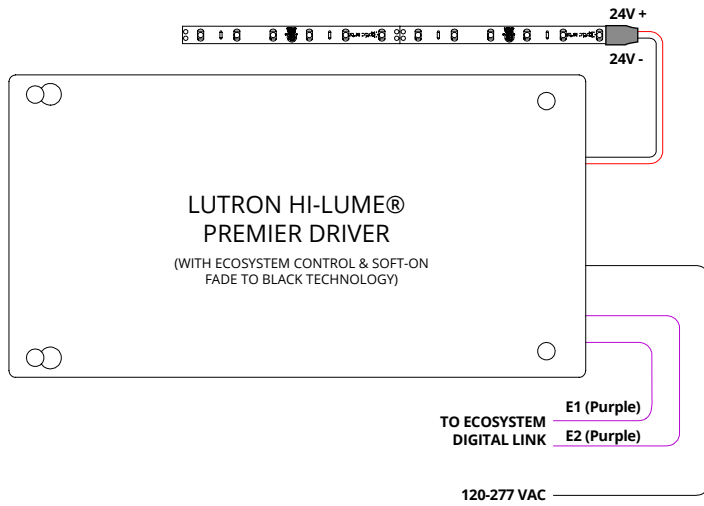 24V +
24V -
LUTRON HI-LUME®
PREMIER DRIVER
(WITH ECOSYSTEM CONTROL & SOFT-ON
FADE TO BLACK TECHNOLOGY)
E1 (Purple)
TO ECOSYSTEM
DIGITAL LINK
E2 (Purple)
120-277 VAC